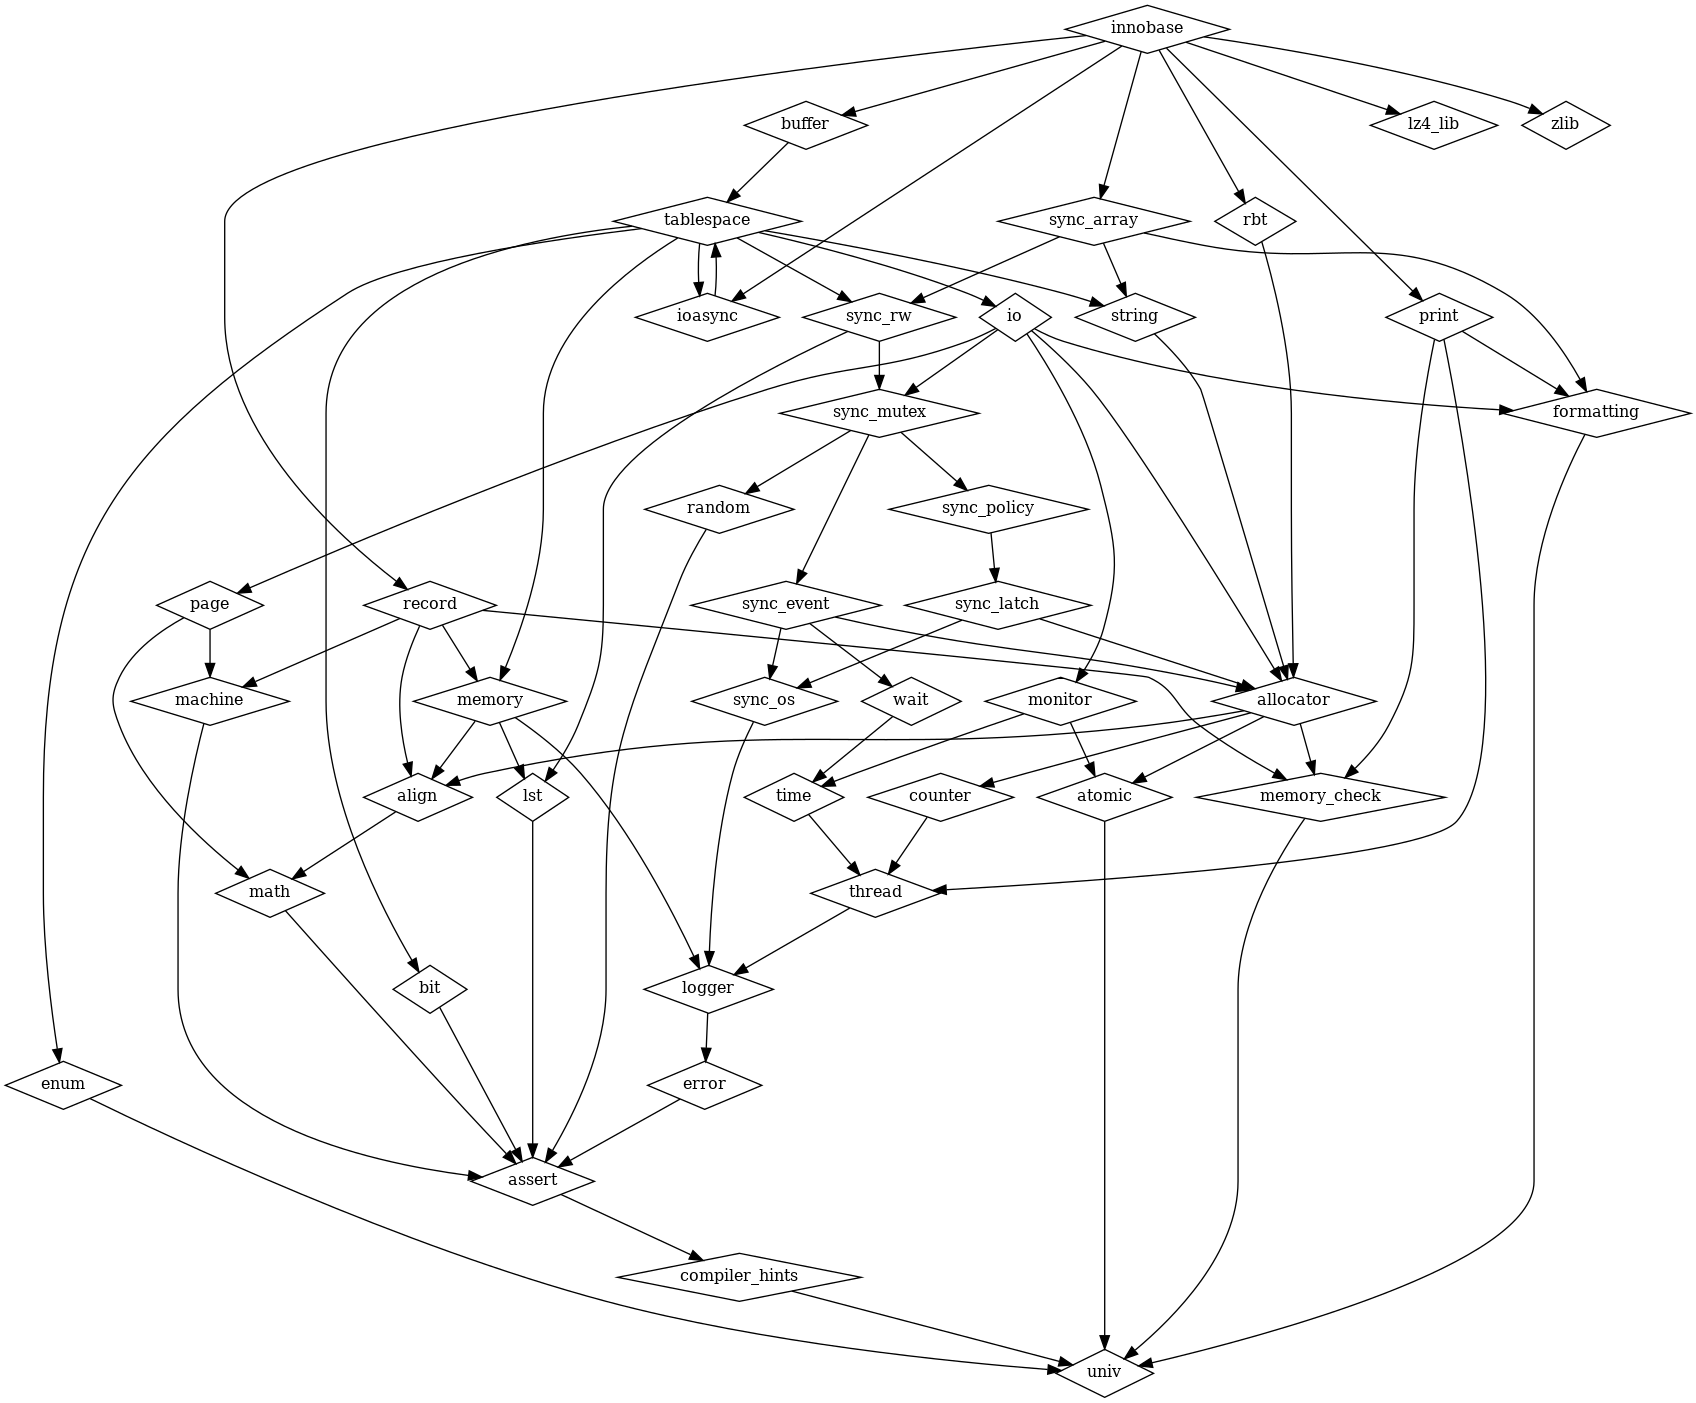 innobase
buffer
lz4_lib
zlib
tablespace
sync_array
rbt
ioasync
sync_rw
io
string
print
sync_mutex
formatting
random
sync_policy
page
record
sync_event
sync_latch
machine
memory
sync_os
wait
monitor
allocator
align
lst
time
counter
atomic
memory_check
math
thread
bit
logger
enum
error
assert
compiler_hints
univ